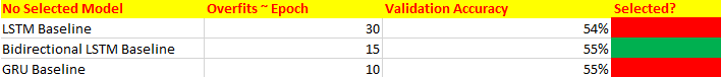 No Selected Model Overfits ~ Epoch Validation Accuracy Selected?
LSTM Baseline 30 54%
Bidirectional LSTM Baseline 15 55%
GRU Baseline 10 55%